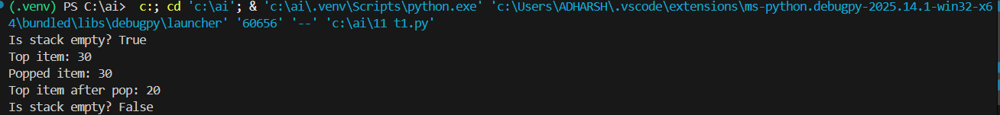 (.venv) PS C:\ai>  c:; cd 'c:\ai'; & 'c:\ai\.venv\Scripts\python.exe' 'c:\Users\ADHARSH\.vscode\extensions\ms-python.debugpy-2025.14.1-win32-x6
4\bundled\libs\debugpy\launcher' '60656' '--' 'c:\ai\11 t1.py'
Is stack empty? True
Top item: 30
Popped item: 30
Top item after pop: 20
Is stack empty? False